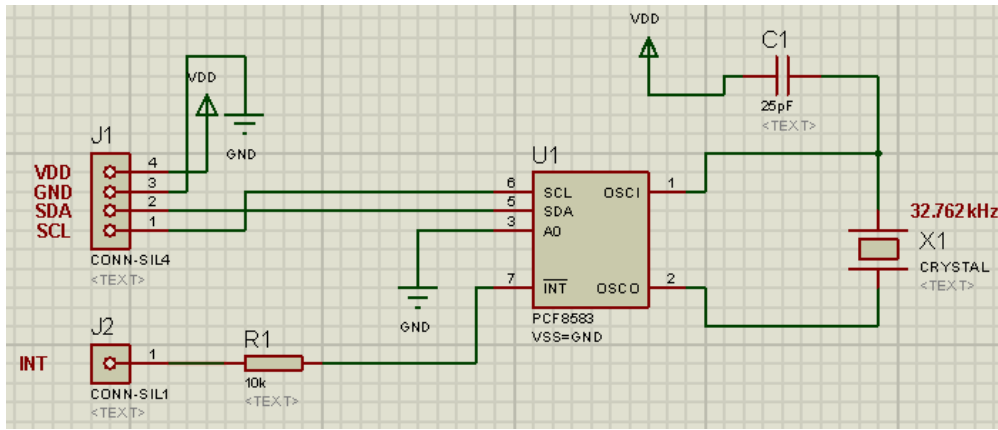 VDD
C1
25pF
<TEXT>
VDD
GND
J1
VDD 4
GND 3
SDA 2
SCL 1
CONN-SIL4
<TEXT>
U1
6 SCL OSCI 1
5 SDA
3 A0
7 INT OSCO 2
PCF8583
VSS=GND
GND
32.762kHz
X1
CRYSTAL
<TEXT>
J2
INT 1
CONN-SIL1
<TEXT>
R1
10k
<TEXT>